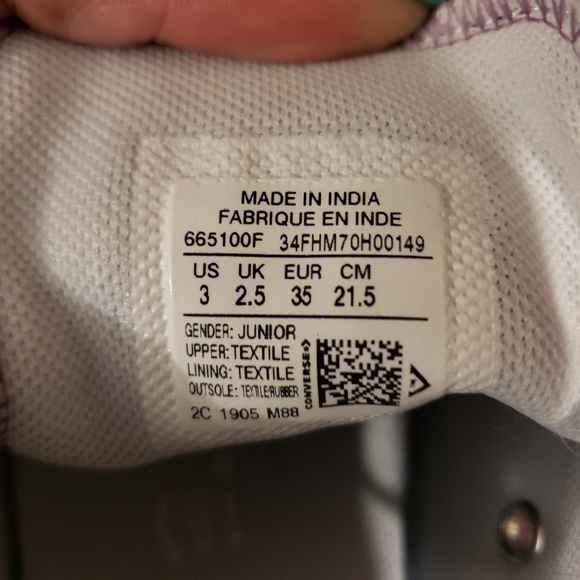 MADE IN INDIA
FABRIQUE EN INDE
665100F 34FHM70H00149
US UK EUR CM
3 2.5 35 21.5
GENDER: JUNIOR
UPPER: TEXTILE
LINING: TEXTILE
OUTSOLE: TEXTILE/RUBBER
2C 1905 M88
CONVERSE